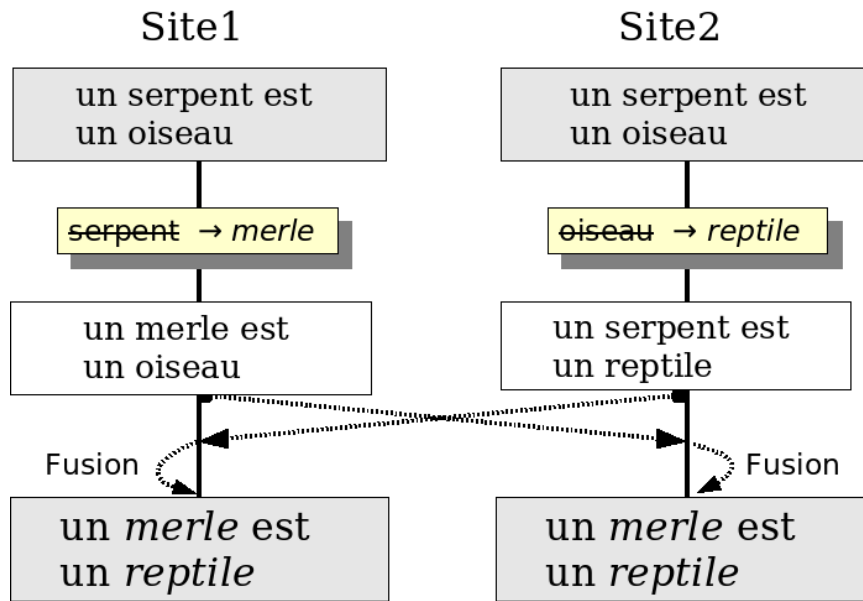 Site1
Site2
un serpent est
un oiseau
un serpent est
un oiseau
serpent → merle
oiseau → reptile
un merle est
un oiseau
un serpent est
un reptile
Fusion
Fusion
un merle est
un reptile
un merle est
un reptile